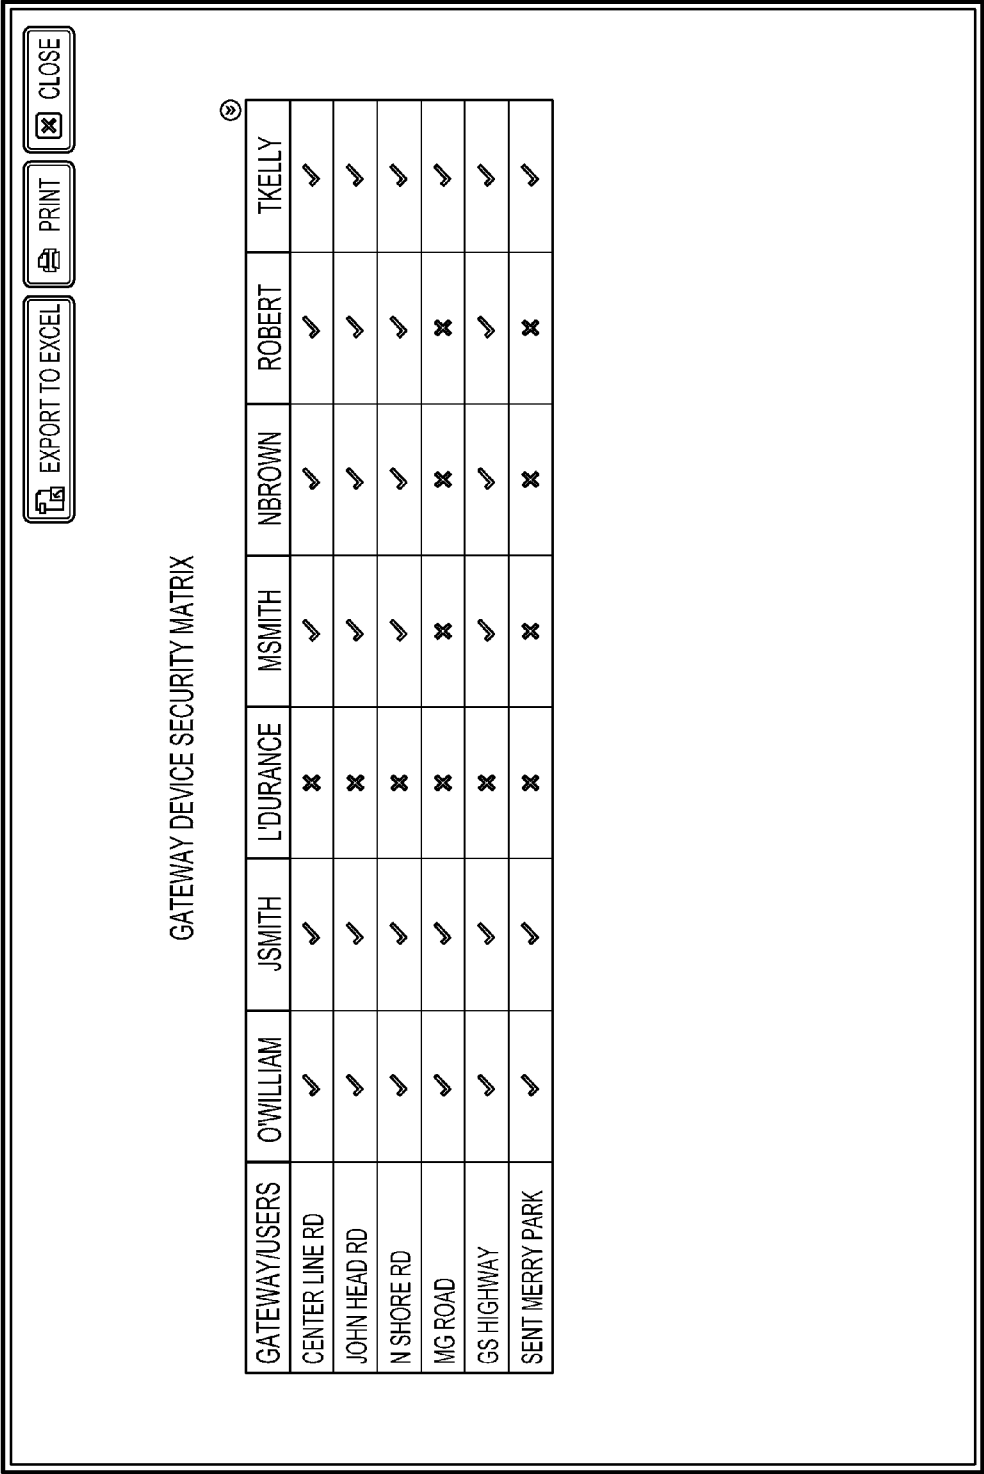 EXPORT TO EXCEL PRINT CLOSE
GATEWAY DEVICE SECURITY MATRIX
GATEWAY/USERS O'WILLIAM JSMITH L'DURANCE MSMITH NBROWN ROBERT TKELLY
CENTER LINE RD ✓ ✓ ✗ ✓ ✓ ✓ ✓
JOHN HEAD RD ✓ ✓ ✗ ✓ ✓ ✓ ✓
N SHORE RD ✓ ✓ ✗ ✓ ✓ ✓ ✓
MG ROAD ✓ ✓ ✗ ✗ ✗ ✗ ✓
GS HIGHWAY ✓ ✓ ✗ ✓ ✓ ✓ ✓
SENT MERRY PARK ✓ ✓ ✗ ✗ ✗ ✗ ✓